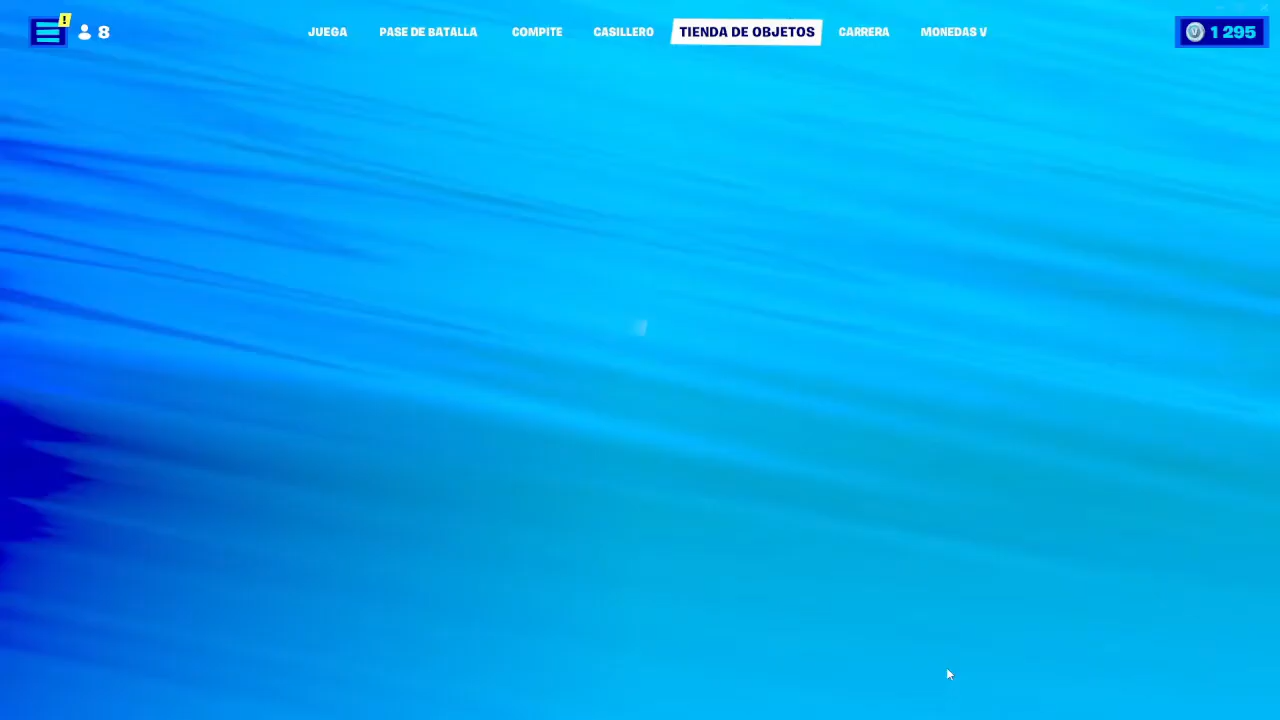 ! 8 JUEGA PASE DE BATALLA COMPITE CASILLERO TIENDA DE OBJETOS CARRERA MONEDAS V V 1 295